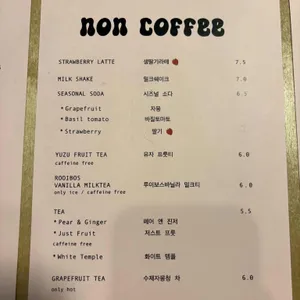 non coffee
STRAWBERRY LATTE 생딸기라떼 7.5
MILK SHAKE 밀크쉐이크 7.0
SEASONAL SODA 시즈널 소다
*Grapefruit 자몽
*Basil tomato 바질토마토
*Strawberry 딸기
YUZU FRUIT TEA 유자 프룻티 6.0
caffeine free
ROOIBOS
VANILLA MILKTEA 루이보스바닐라 밀크티 6.0
only ice / caffeine free
TEA 5.5
*Pear & Ginger 페어 앤 진저
*Just Fruit 저스트 프룻
caffeine free
*White Temple 화이트 템플
GRAPEFRUIT TEA 수제자몽청 차 6.0
only hot